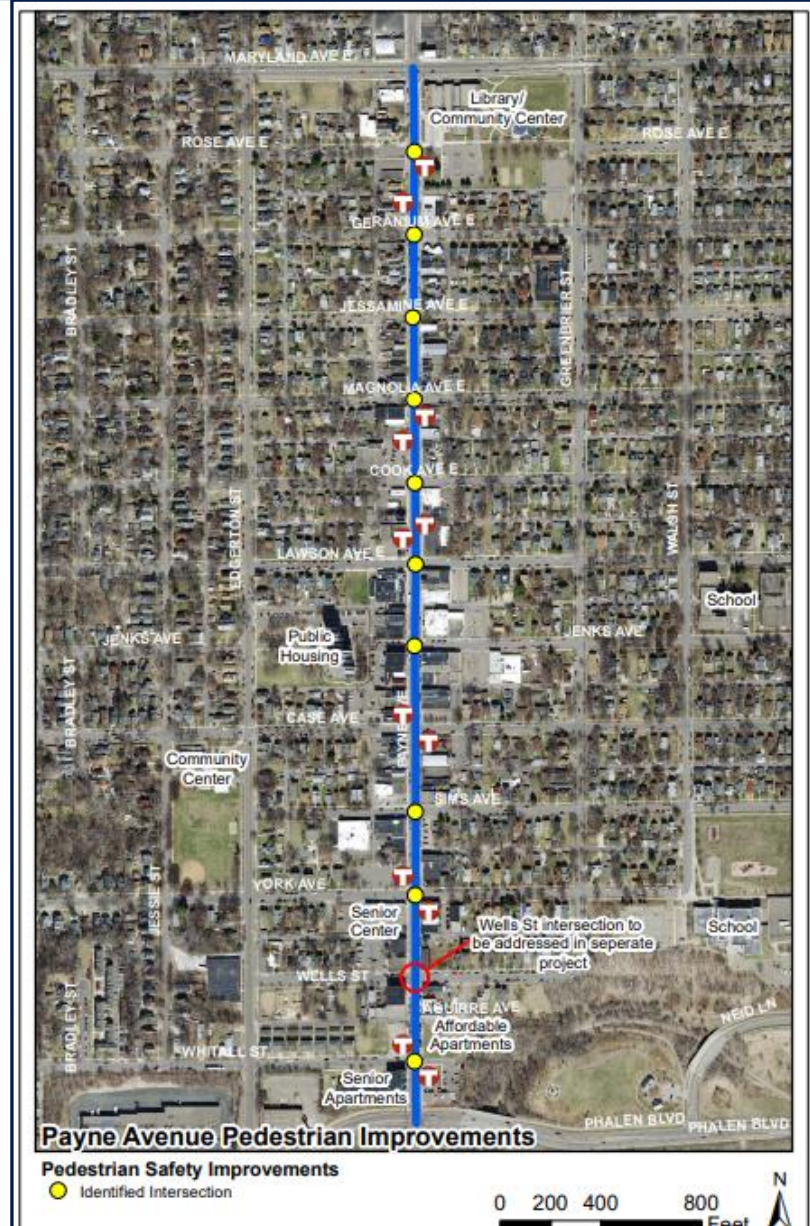 MARYLAND AVE E
Library/
Community Center
ROSE AVE E
ROSE AVE E
T
T
GERANIUM AVE E
BRADLEY ST
GREENBRIER ST
JESSAMINE AVE E
MAGNOLIA AVE E
T
T
COOK AVE E
EDGERTON ST
WALSH ST
T
T
LAWSON AVE E
School
JENKS AVE
Public
Housing
JENKS AVE
BRADLEY ST
PAYNE AVE
T
CASE AVE
T
Community
Center
SIMS AVE
JESSIE ST
T
YORK AVE
Senior
Center
T
Wells St intersection to
be addressed in seperate
project
School
WELLS ST
BRADLEY ST
AGUIRRE AVE
Affordable
Apartments
NEID LN
T
WHITALL ST
Senior
Apartments
T
PHALEN BLVD
PHALEN BLVD
Payne Avenue Pedestrian Improvements
Pedestrian Safety Improvements
Identified Intersection
N
0 200 400 800
Feet